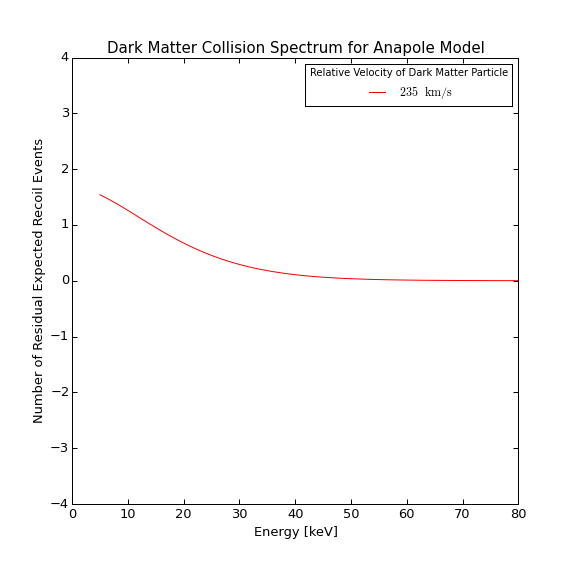 Dark Matter Collision Spectrum for Anapole Model
Relative Velocity of Dark Matter Particle
235 km/s
Number of Residual Expected Recoil Events
4
3
2
1
0
−1
−2
−3
−4
0 10 20 30 40 50 60 70 80
Energy [keV]